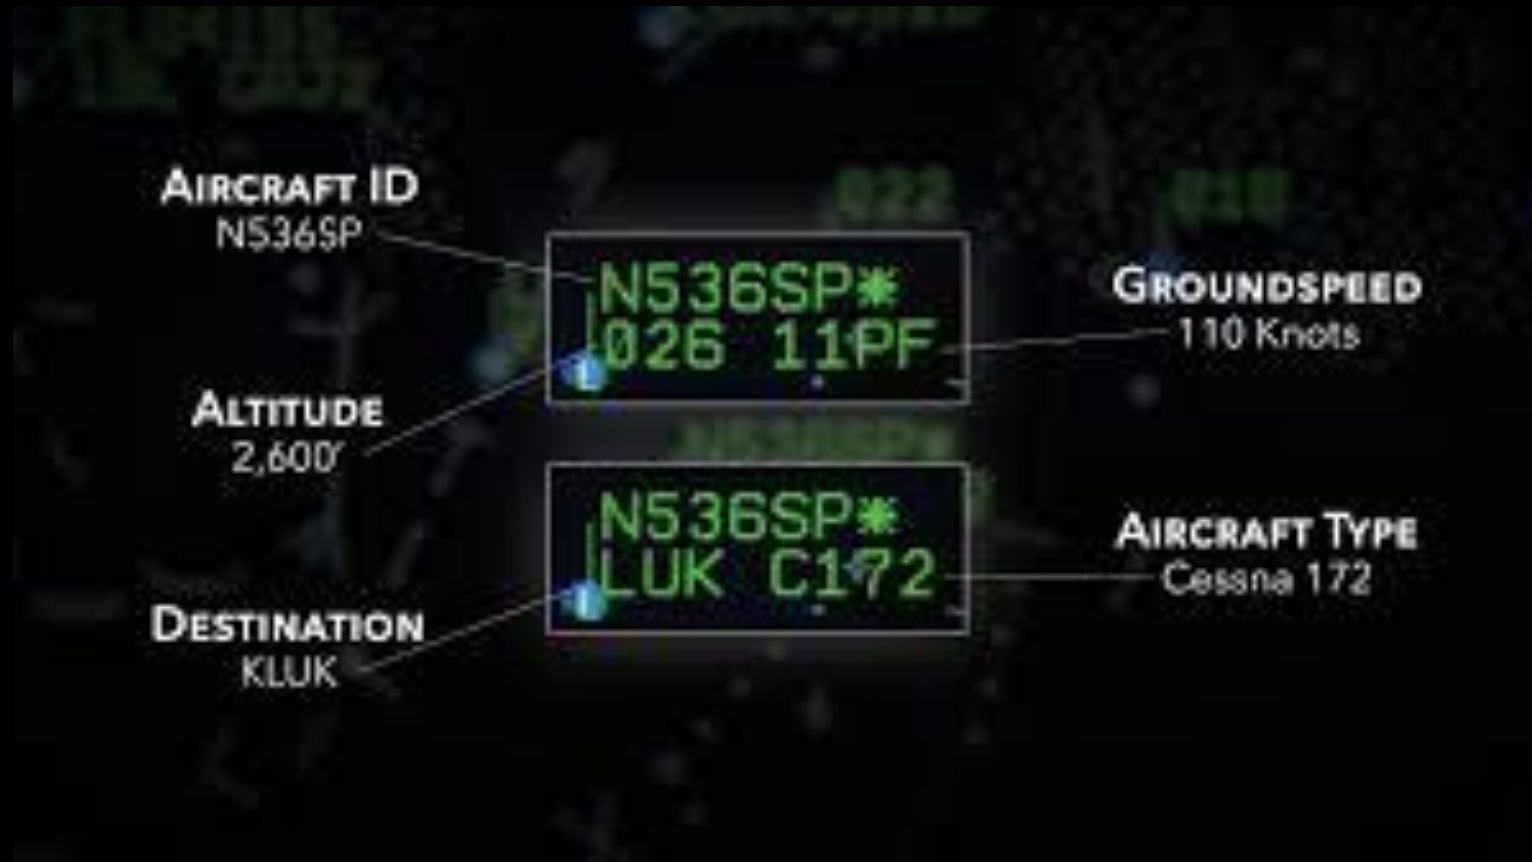 AIRCRAFT ID
N536SP
N536SP*
026 11PF
GROUNDSPEED
110 Knots
ALTITUDE
2,600'
022
N536SP*
LUK C172
AIRCRAFT TYPE
Cessna 172
DESTINATION
KLUK